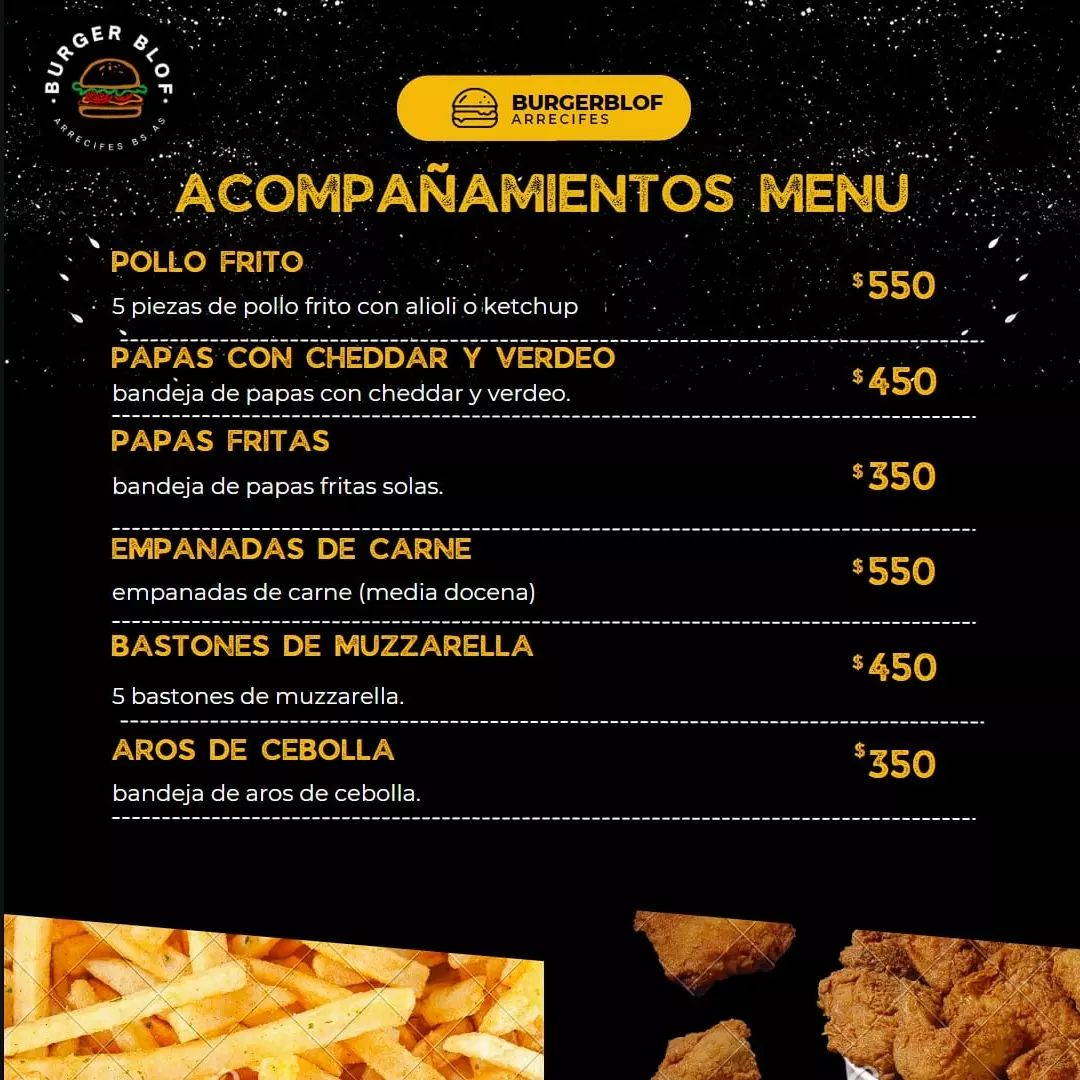 BURGER BLOF
ARRECIFES BS AS
BURGERBLOF
ARRECIFES
ACOMPAÑAMIENTOS MENU
POLLO FRITO
$550
5 piezas de pollo frito con alioli o ketchup
PAPAS CON CHEDDAR Y VERDEO
$450
bandeja de papas con cheddar y verdeo.
PAPAS FRITAS
$350
bandeja de papas fritas solas.
EMPANADAS DE CARNE
$550
empanadas de carne (media docena)
BASTONES DE MUZZARELLA
$450
5 bastones de muzzarella.
AROS DE CEBOLLA
$350
bandeja de aros de cebolla.